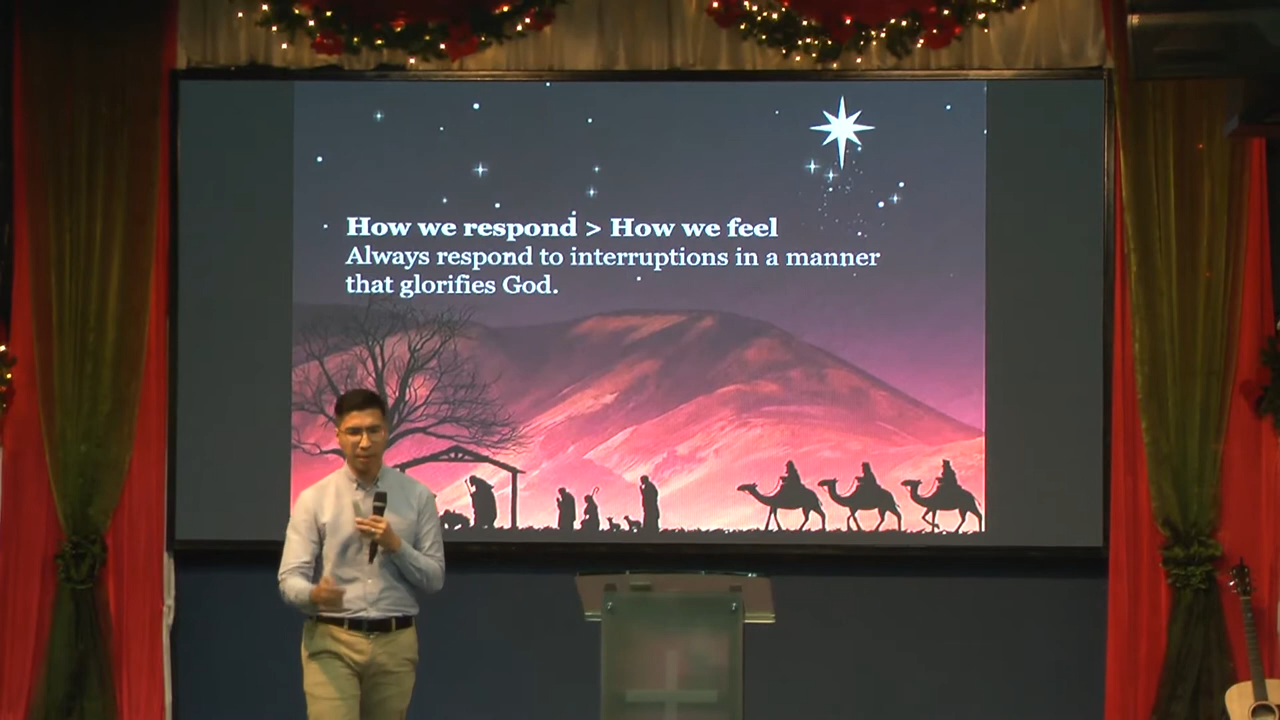 How we respond > How we feel
Always respond to interruptions in a manner
that glorifies God.